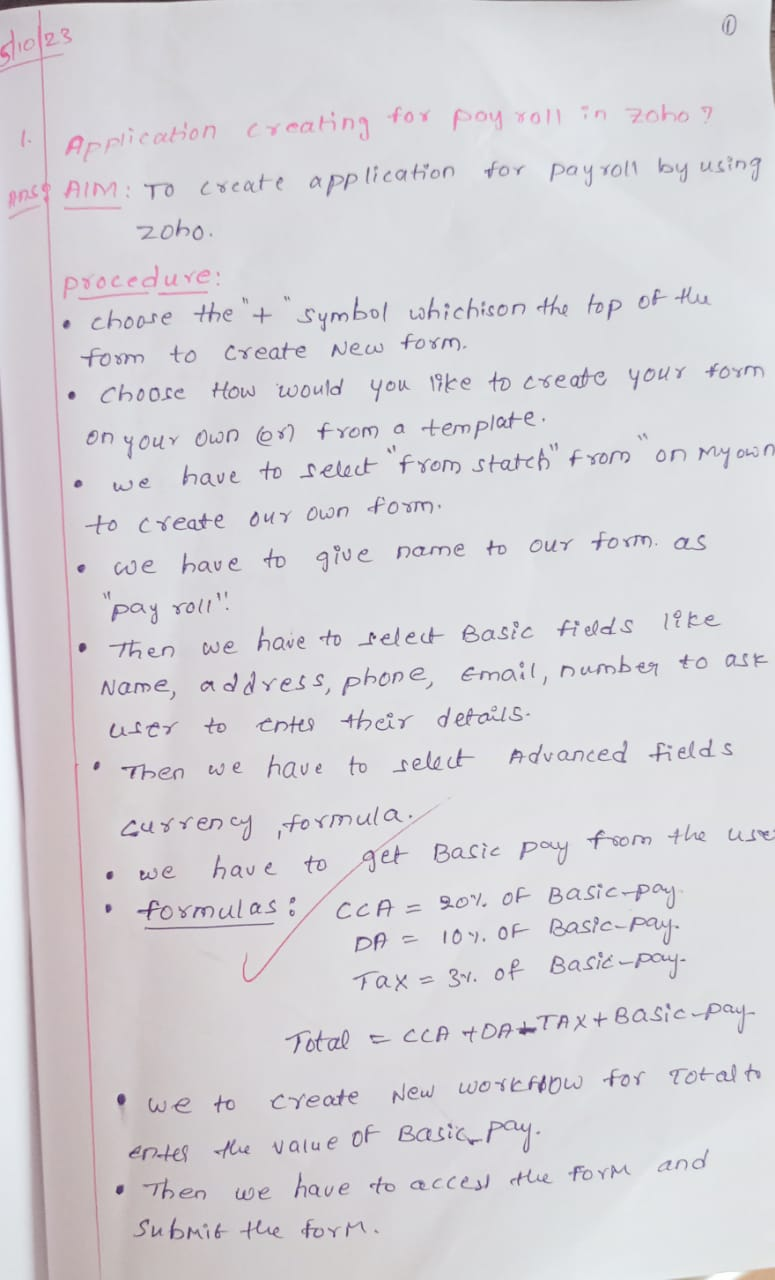 5/10/23
①
1. Application creating for pay roll in zoho?
Ans: AIM: To create application for payroll by using
zoho.
procedure:
• choose the "+" symbol whichison the top of the
form to create New form.
• choose How would you like to create your form
on your own (or) from a template.
• we have to select "from statch" from "on my own
to create our own form.
• we have to give name to our form. as
"pay roll".
• Then we have to select Basic fields like
Name, address, phone, Email, number to ask
user to enter their details.
• Then we have to select Advanced fields
currency, formula.
• we have to get Basic pay from the user
• formulas: CCA = 20% OF Basic-pay.
DA = 10%. OF Basic-pay.
Tax = 3%. of Basic-pay.
Total = CCA + DA - TAX + Basic-pay
• we to create New workflow for Total to
enter the value OF Basic_pay.
• Then we have to access the form and
submit the form.